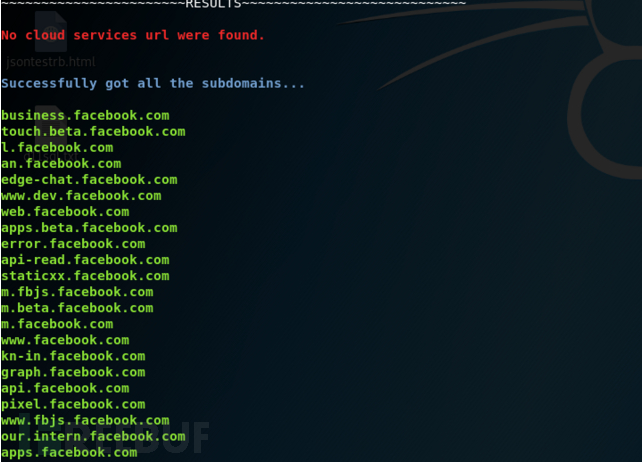 ~~~~~~~~~~~~~~~~~~~~~~~RESULTS~~~~~~~~~~~~~~~~~~~~~~~~~~~~
No cloud services url were found.
jsontestrb.html
Successfully got all the subdomains...
business.facebook.com
touch.beta.facebook.com
l.facebook.com
an.facebook.com
edge-chat.facebook.com
www.dev.facebook.com
web.facebook.com
apps.beta.facebook.com
error.facebook.com
api-read.facebook.com
staticxx.facebook.com
m.fbjs.facebook.com
m.beta.facebook.com
m.facebook.com
www.facebook.com
kn-in.facebook.com
graph.facebook.com
api.facebook.com
pixel.facebook.com
www.fbjs.facebook.com
our.intern.facebook.com
apps.facebook.com
FREEBUF